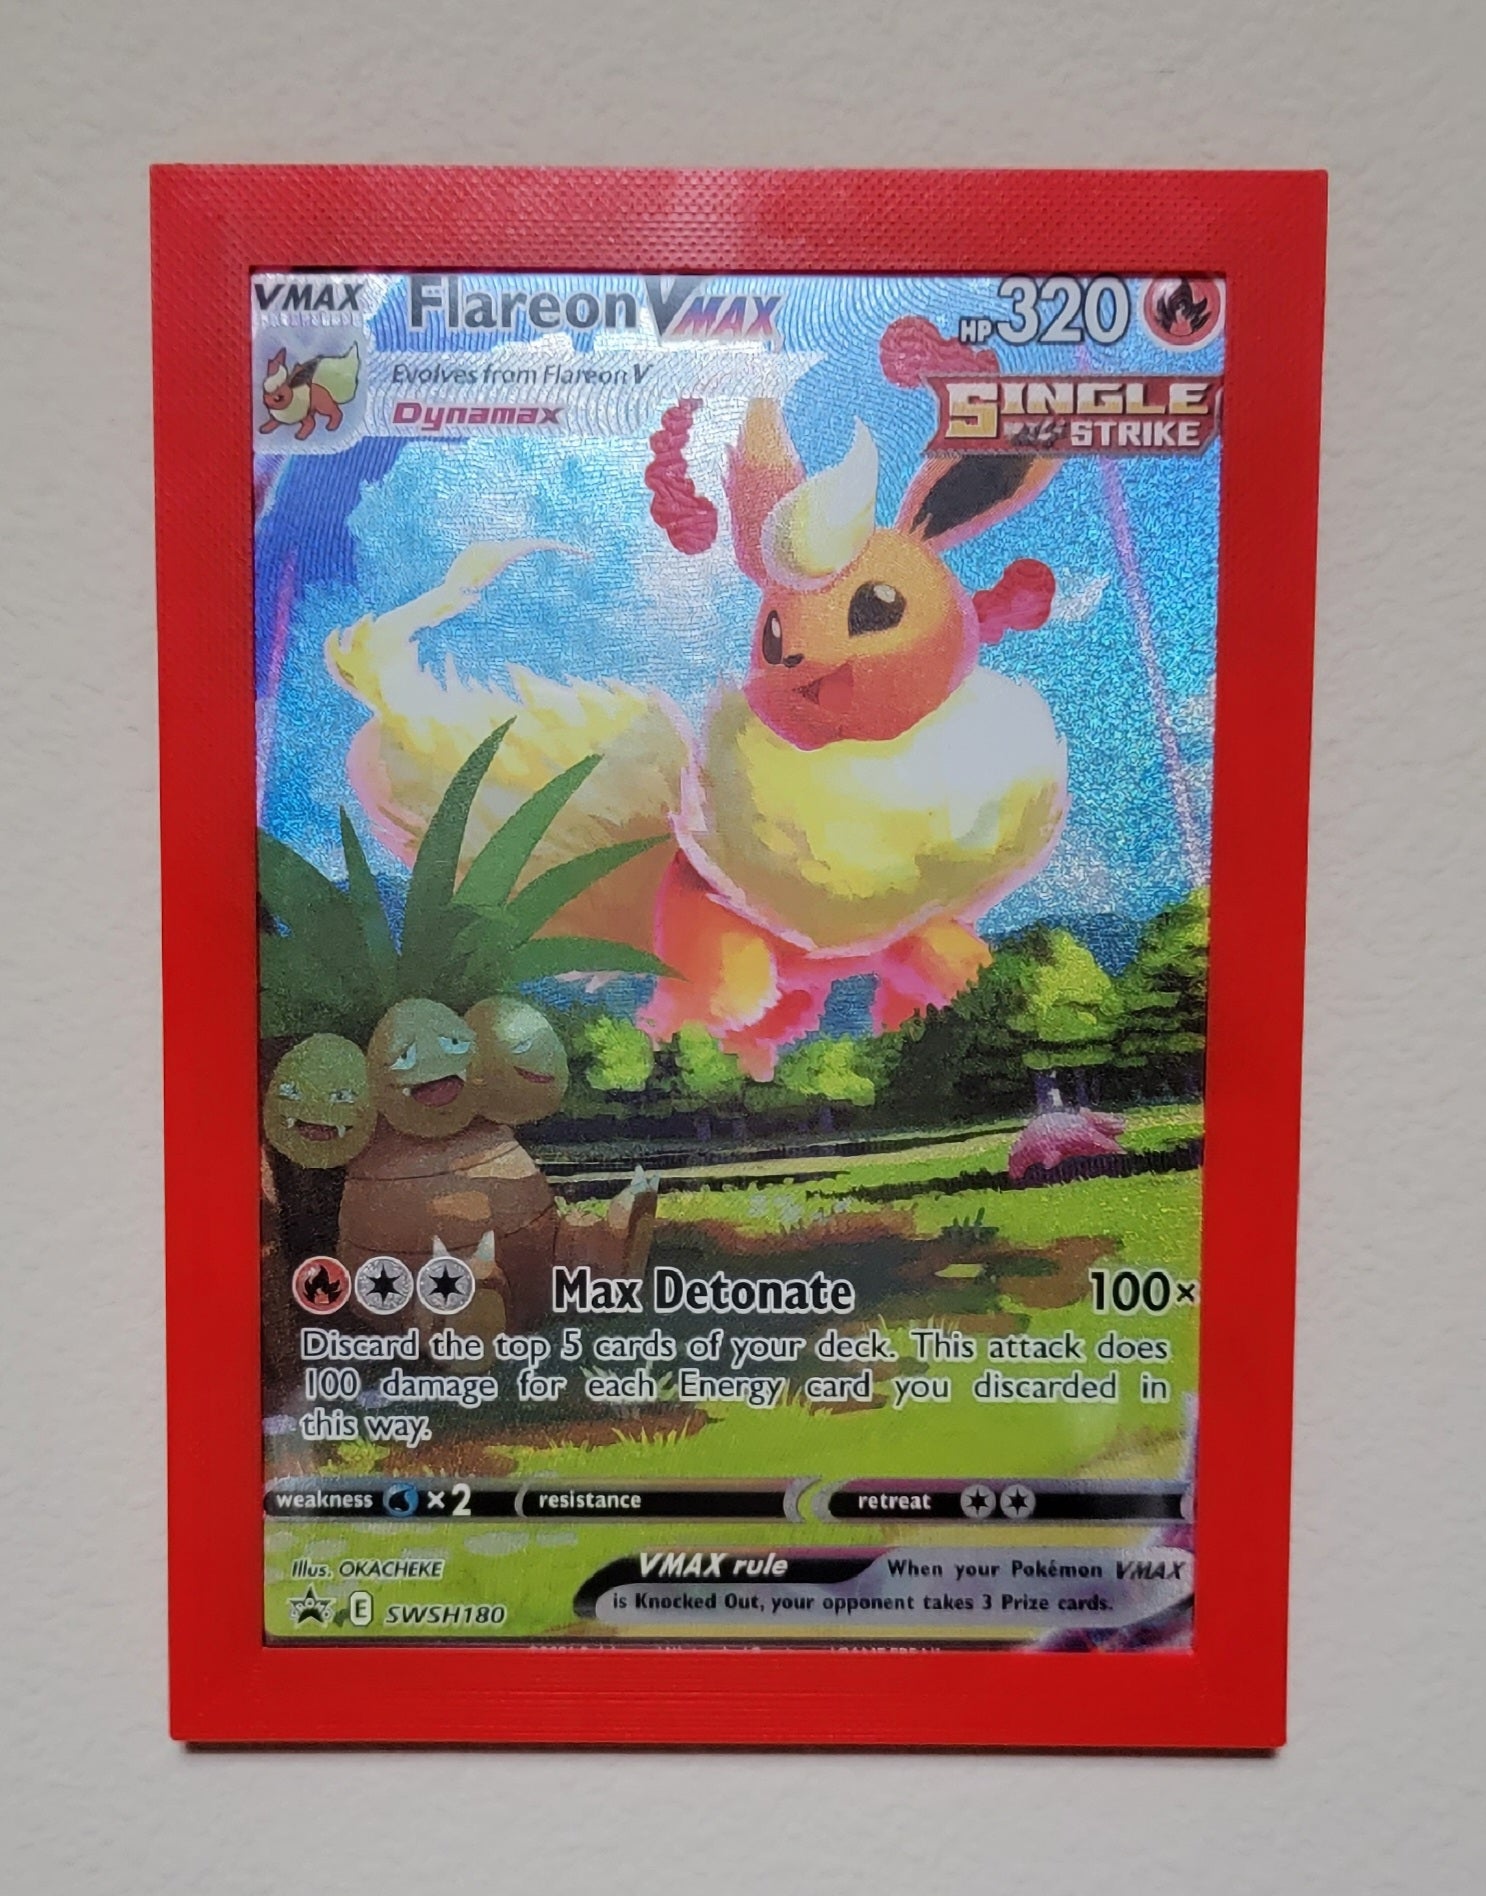 VMAX Flareon VMAX HP 320
Evolves from Flareon V
Dynamax
SINGLE
STRIKE
Max Detonate 100×
Discard the top 5 cards of your deck. This attack does
100 damage for each Energy card you discarded in
this way.
weakness ×2 resistance retreat
Illus. OKACHEKE
VMAX rule When your Pokémon VMAX
is Knocked Out, your opponent takes 3 Prize cards.
E SWSH180